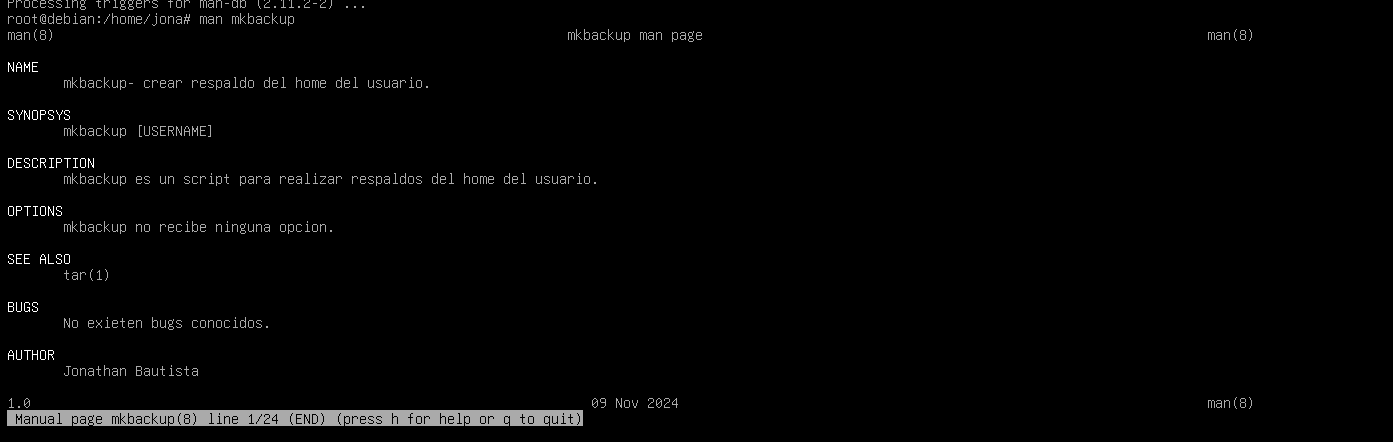 Processing triggers for man-db (2.11.2-2) ...
root@debian:/home/jona# man mkbackup
man(8) mkbackup man page man(8)
NAME
mkbackup- crear respaldo del home del usuario.
SYNOPSYS
mkbackup [USERNAME]
DESCRIPTION
mkbackup es un script para realizar respaldos del home del usuario.
OPTIONS
mkbackup no recibe ninguna opcion.
SEE ALSO
tar(1)
BUGS
No exieten bugs conocidos.
AUTHOR
Jonathan Bautista
1.0 09 Nov 2024 man(8)
Manual page mkbackup(8) line 1/24 (END) (press h for help or q to quit)